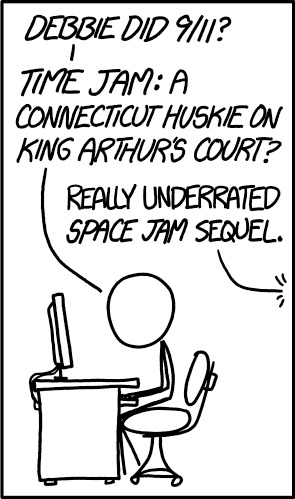 DEBBIE DID 9/11?
TIME JAM: A
CONNECTICUT HUSKIE ON
KING ARTHUR'S COURT?
REALLY UNDERRATED
SPACE JAM SEQUEL.